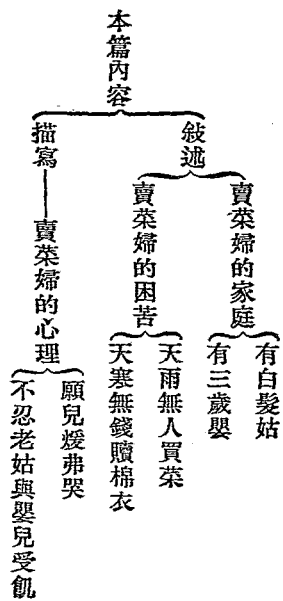 本篇內容
敍述
賣菜婦的家庭
有白髮姑
有三歲嬰
賣菜婦的困苦
天雨無人買菜
天寒無錢贖棉衣
描寫
賣菜婦的心理
願兒煖弗哭
不忍老姑與嬰兒受飢